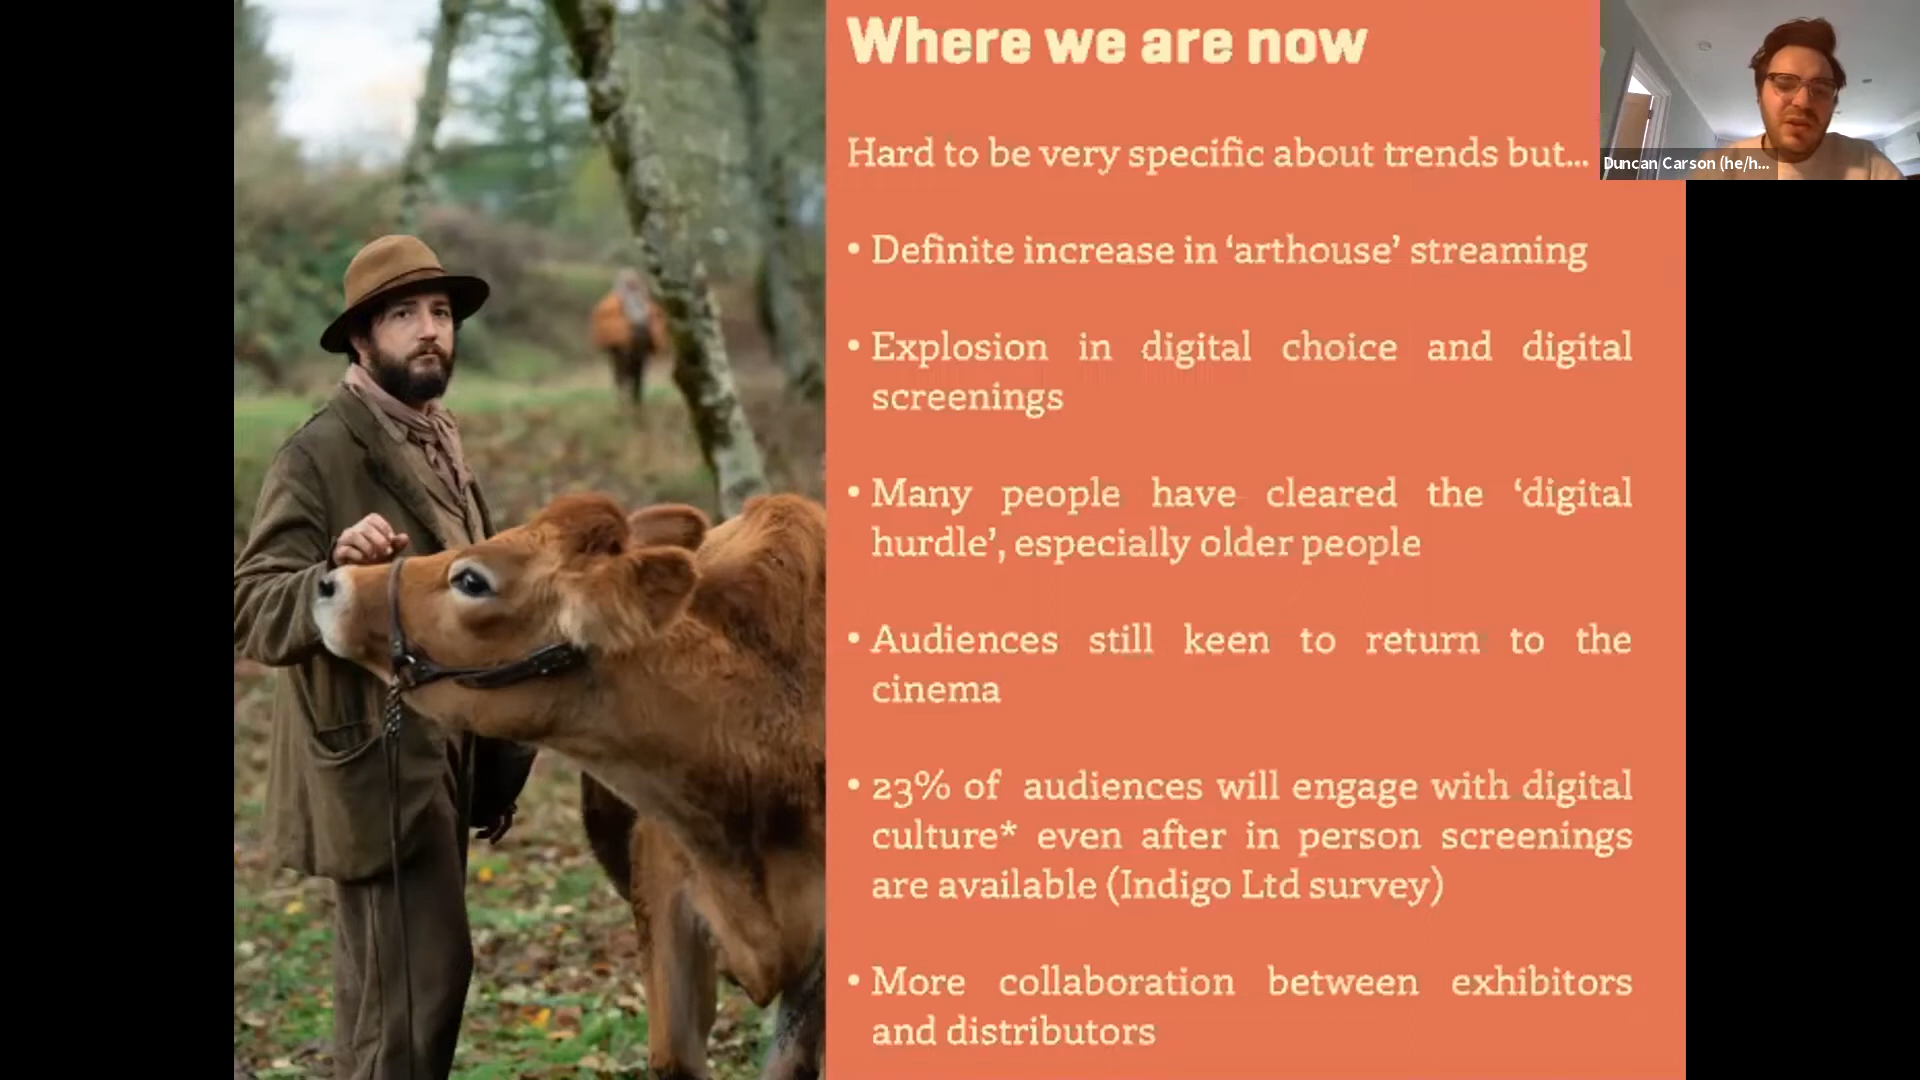 Where we are now
Hard to be very specific about trends but...
Duncan Carson (he/h...
• Definite increase in ‘arthouse’ streaming
• Explosion in digital choice and digital
screenings
• Many people have cleared the ‘digital
hurdle’, especially older people
• Audiences still keen to return to the
cinema
• 23% of audiences will engage with digital
culture* even after in person screenings
are available (Indigo Ltd survey)
• More collaboration between exhibitors
and distributors